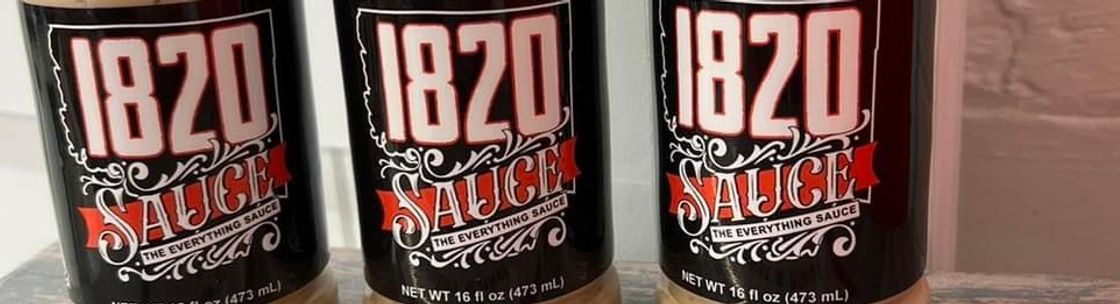 1820
SAUCE
THE EVERYTHING SAUCE
fl oz (473 mL)
1820
SAUCE
THE EVERYTHING SAUCE
NET WT 16 fl oz (473 mL)
1820
SAUCE
THE EVERYTHING SAUCE
NET WT 16 fl oz (473 mL)